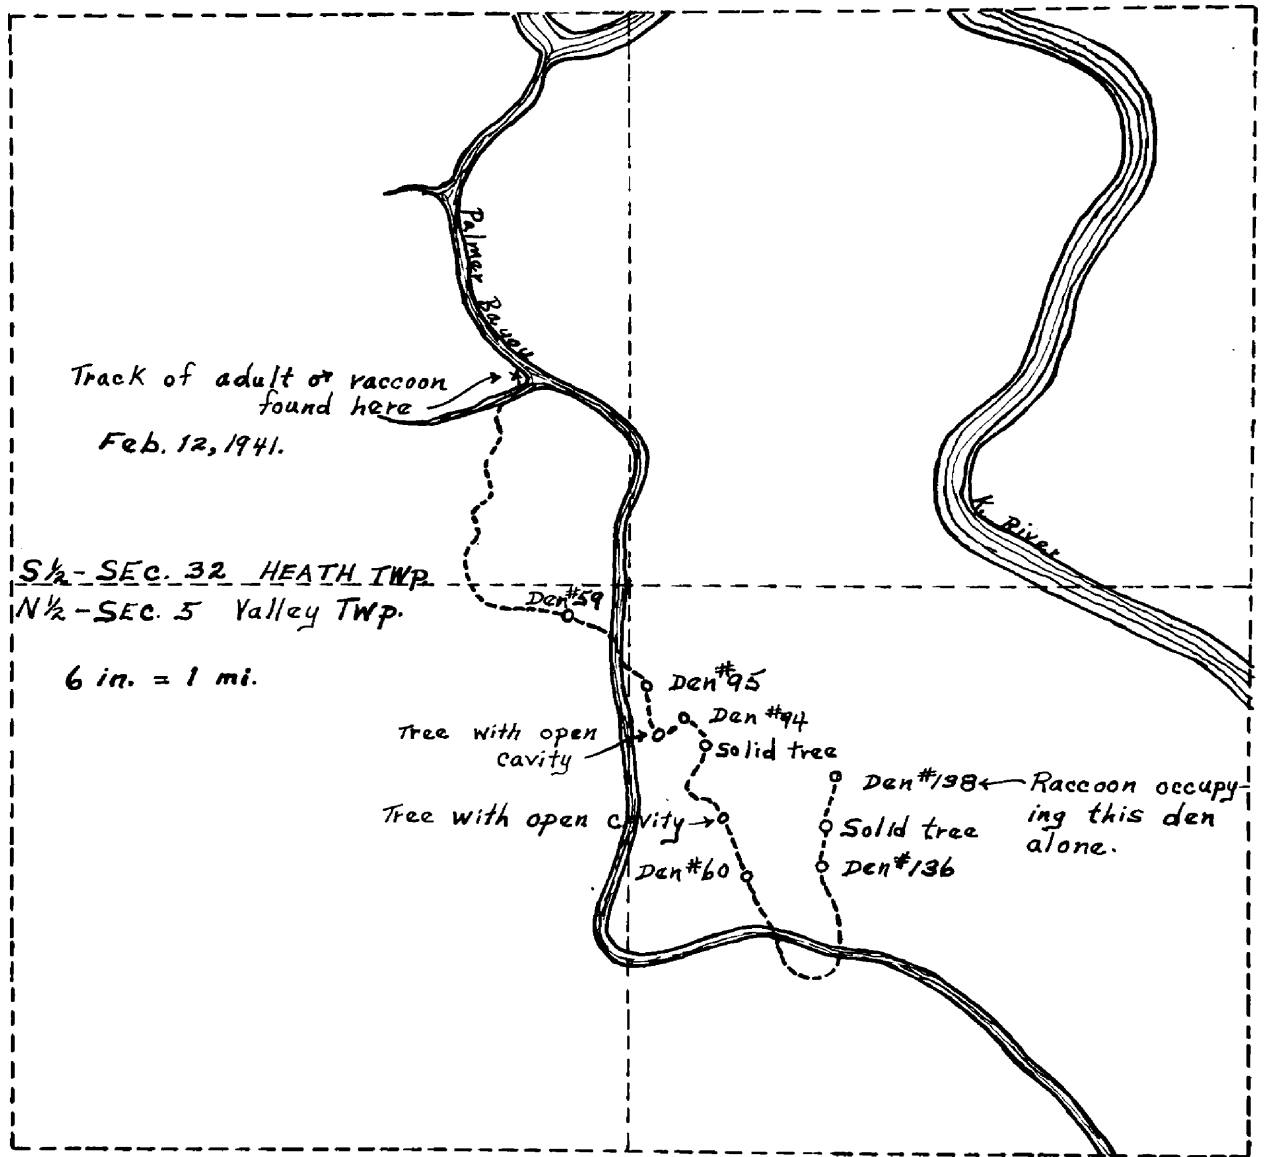 Palmer Bayou
Track of adult ♂ raccoon
found here
Feb. 12, 1941.
K. River
S½ - SEC. 32 HEATH TWP.
N½ - SEC. 5 Valley TWP.
Den #59
6 in. = 1 mi.
Den #95
Den #94
Tree with open
cavity
Solid tree
Den #138
Raccoon occupy-
ing this den
alone.
Tree with open cavity
Solid tree
Den #60
Den #136